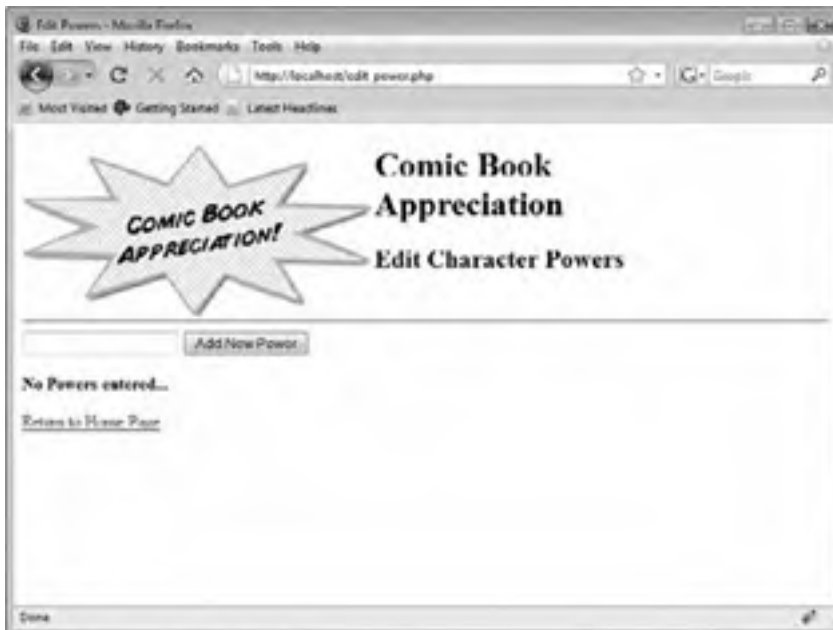 Edit Powers - Mozilla Firefox
File Edit View History Bookmarks Tools Help
http://localhost/edit_power.php
Google
Most Visited Getting Started Latest Headlines
COMIC BOOK
APPRECIATION!
Comic Book
Appreciation
Edit Character Powers
Add New Power
No Powers entered...
Return to Home Page
Done